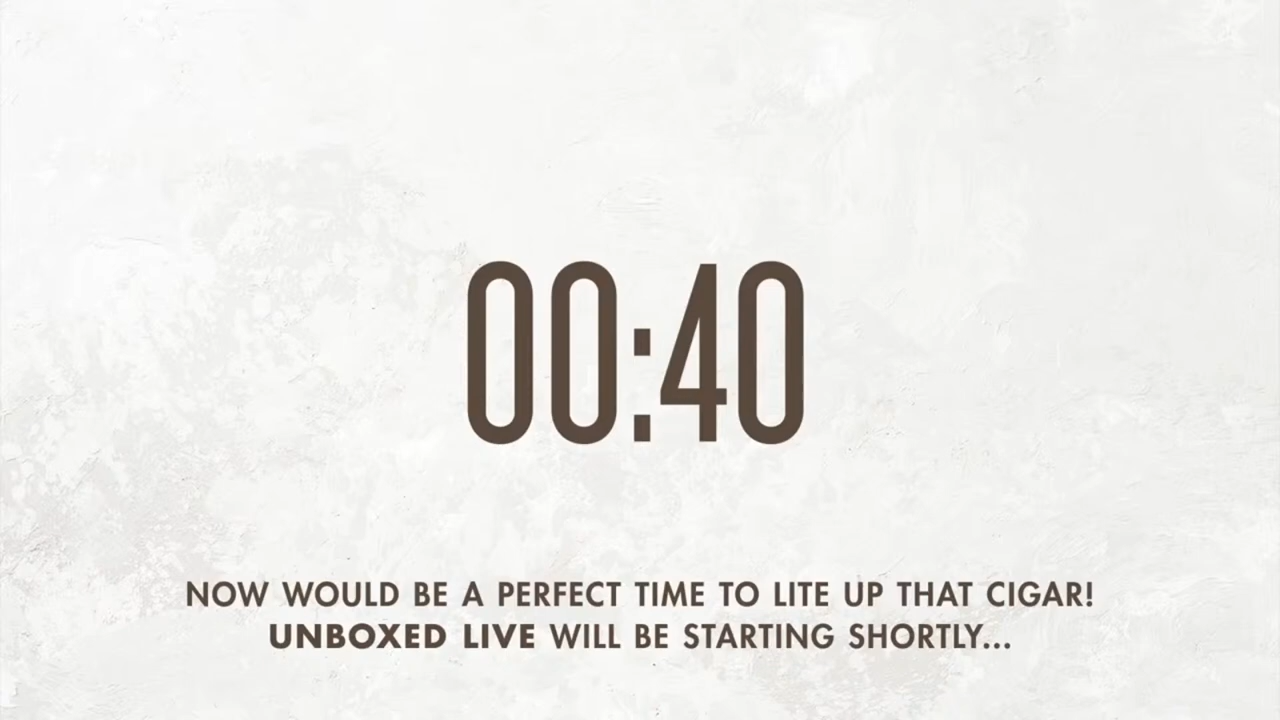 00:40
NOW WOULD BE A PERFECT TIME TO LITE UP THAT CIGAR!
UNBOXED LIVE WILL BE STARTING SHORTLY...